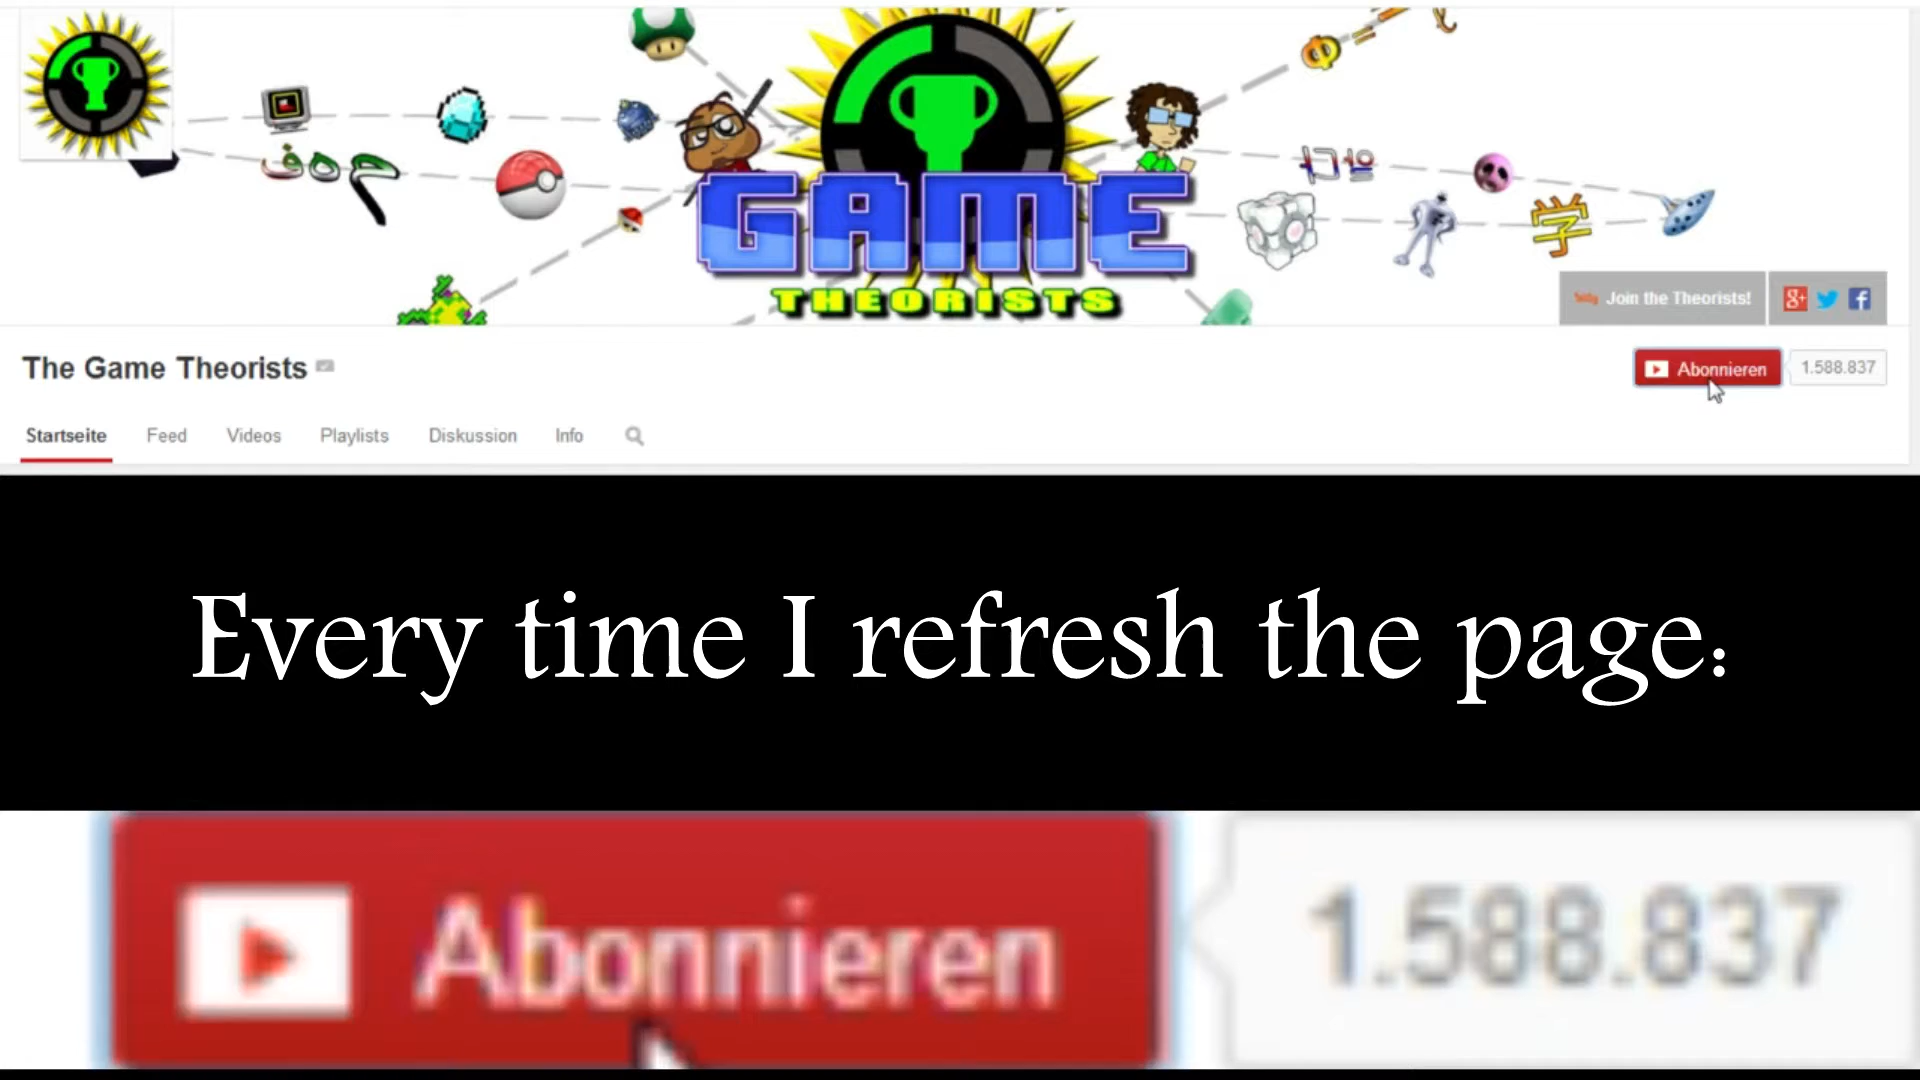 GAME
THEORISTS
学
Join the Theorists!
The Game Theorists
Abonnieren
1.588.837
Startseite
Feed
Videos
Playlists
Diskussion
Info
Every time I refresh the page:
Abonnieren
1.588.837